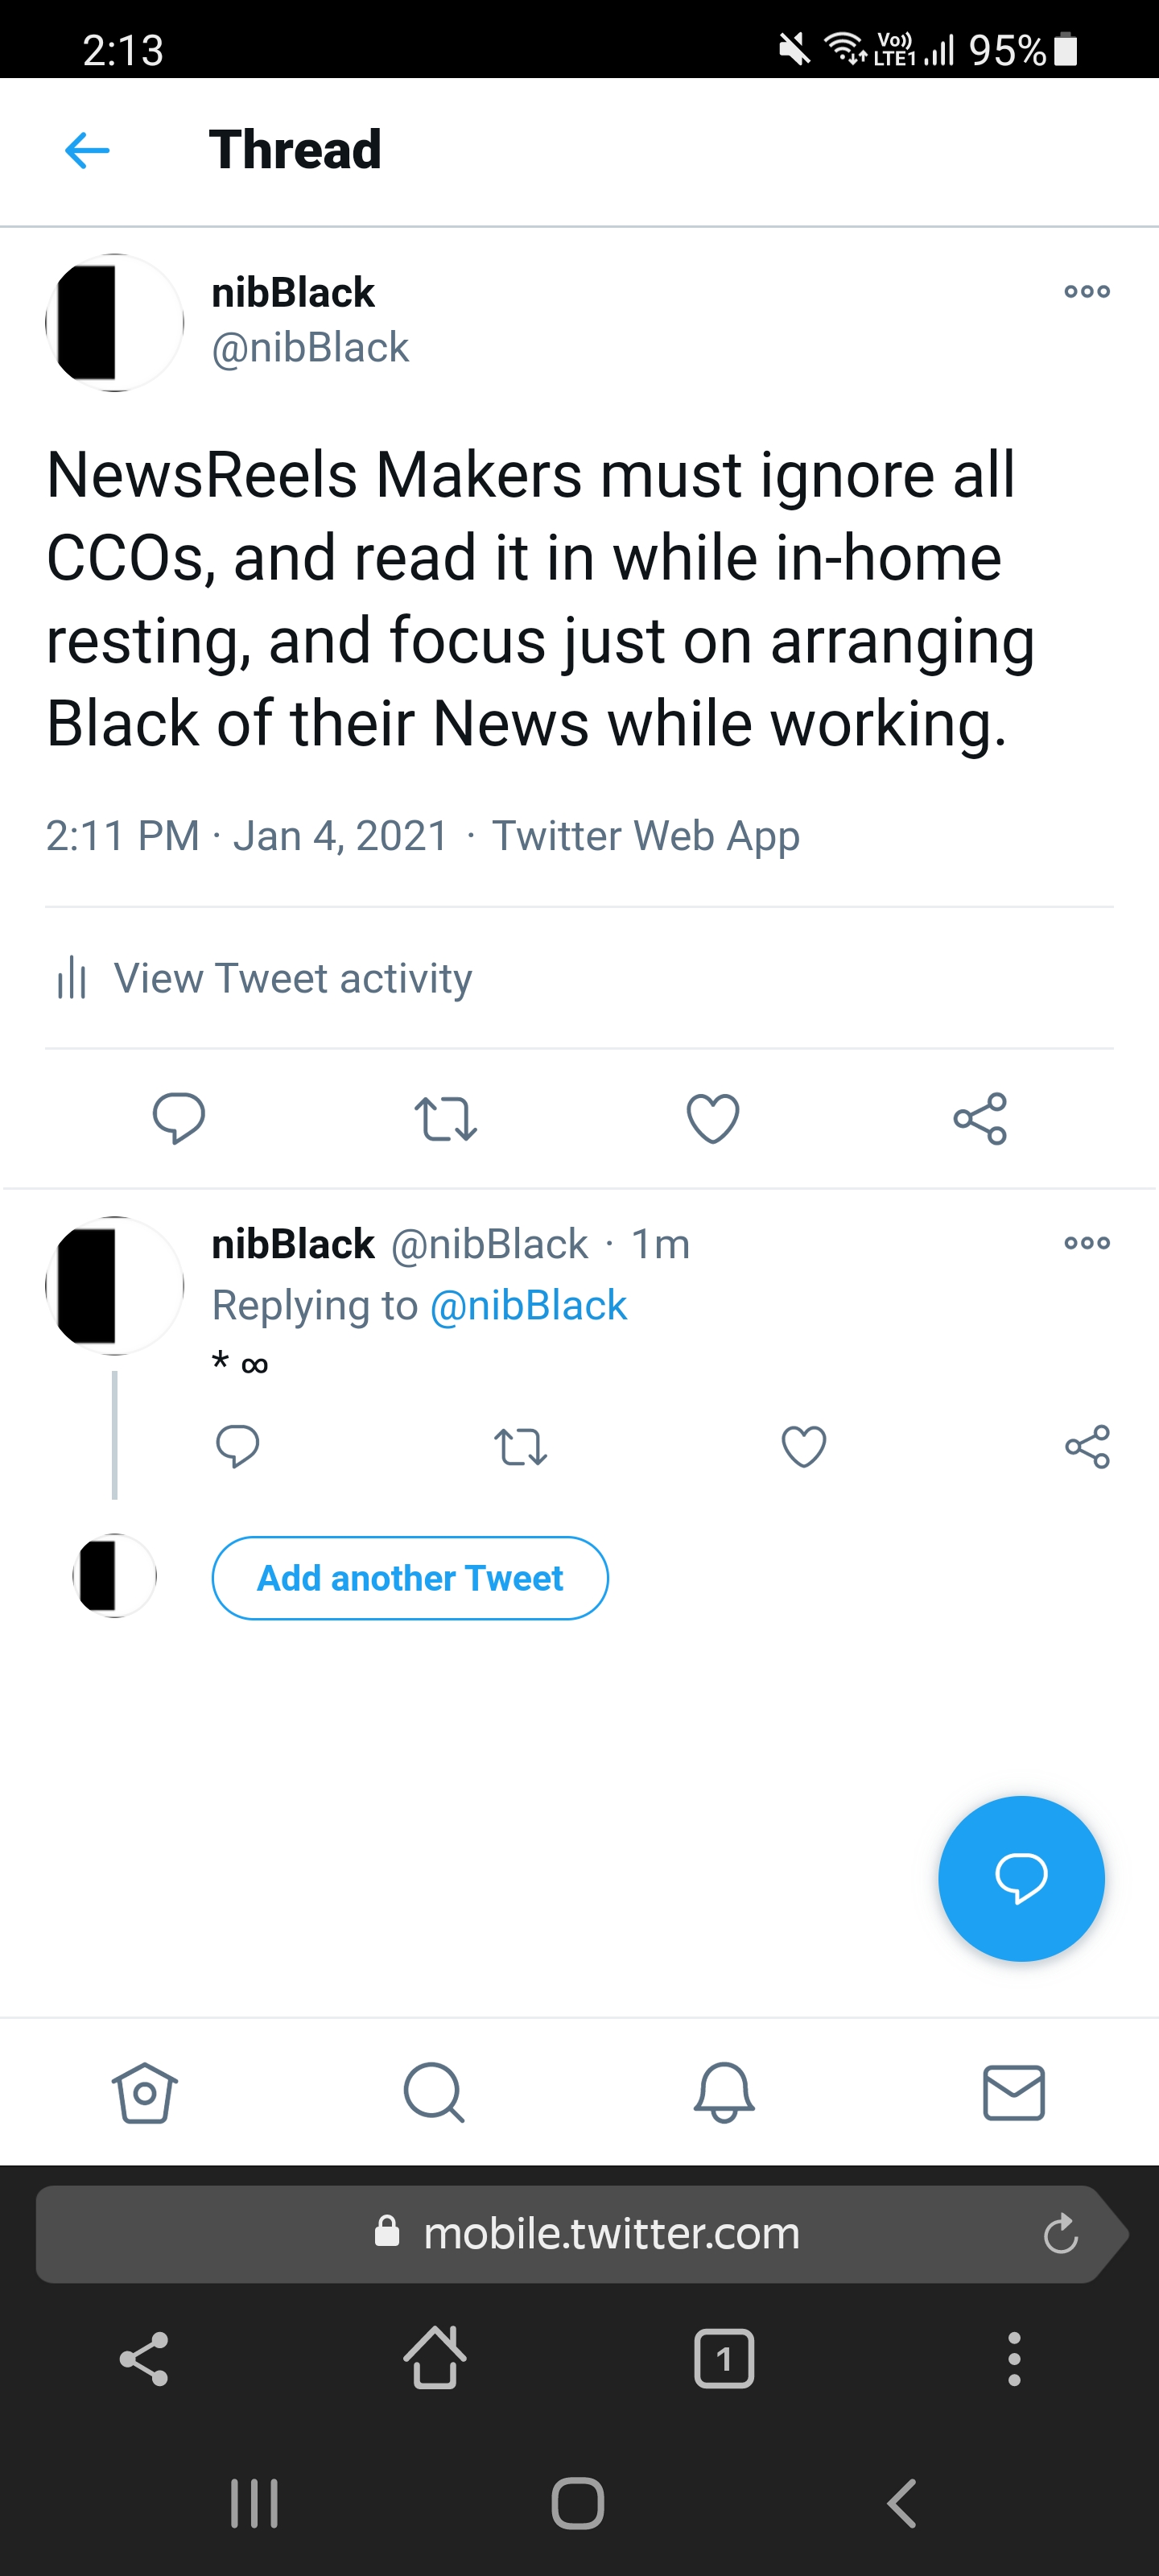 2:13
Vo))
LTE1
95%
Thread
nibBlack
@nibBlack
NewsReels Makers must ignore all
CCOs, and read it in while in-home
resting, and focus just on arranging
Black of their News while working.
2:11 PM · Jan 4, 2021 · Twitter Web App
View Tweet activity
nibBlack @nibBlack · 1m
Replying to @nibBlack
* ∞
Add another Tweet
mobile.twitter.com
1